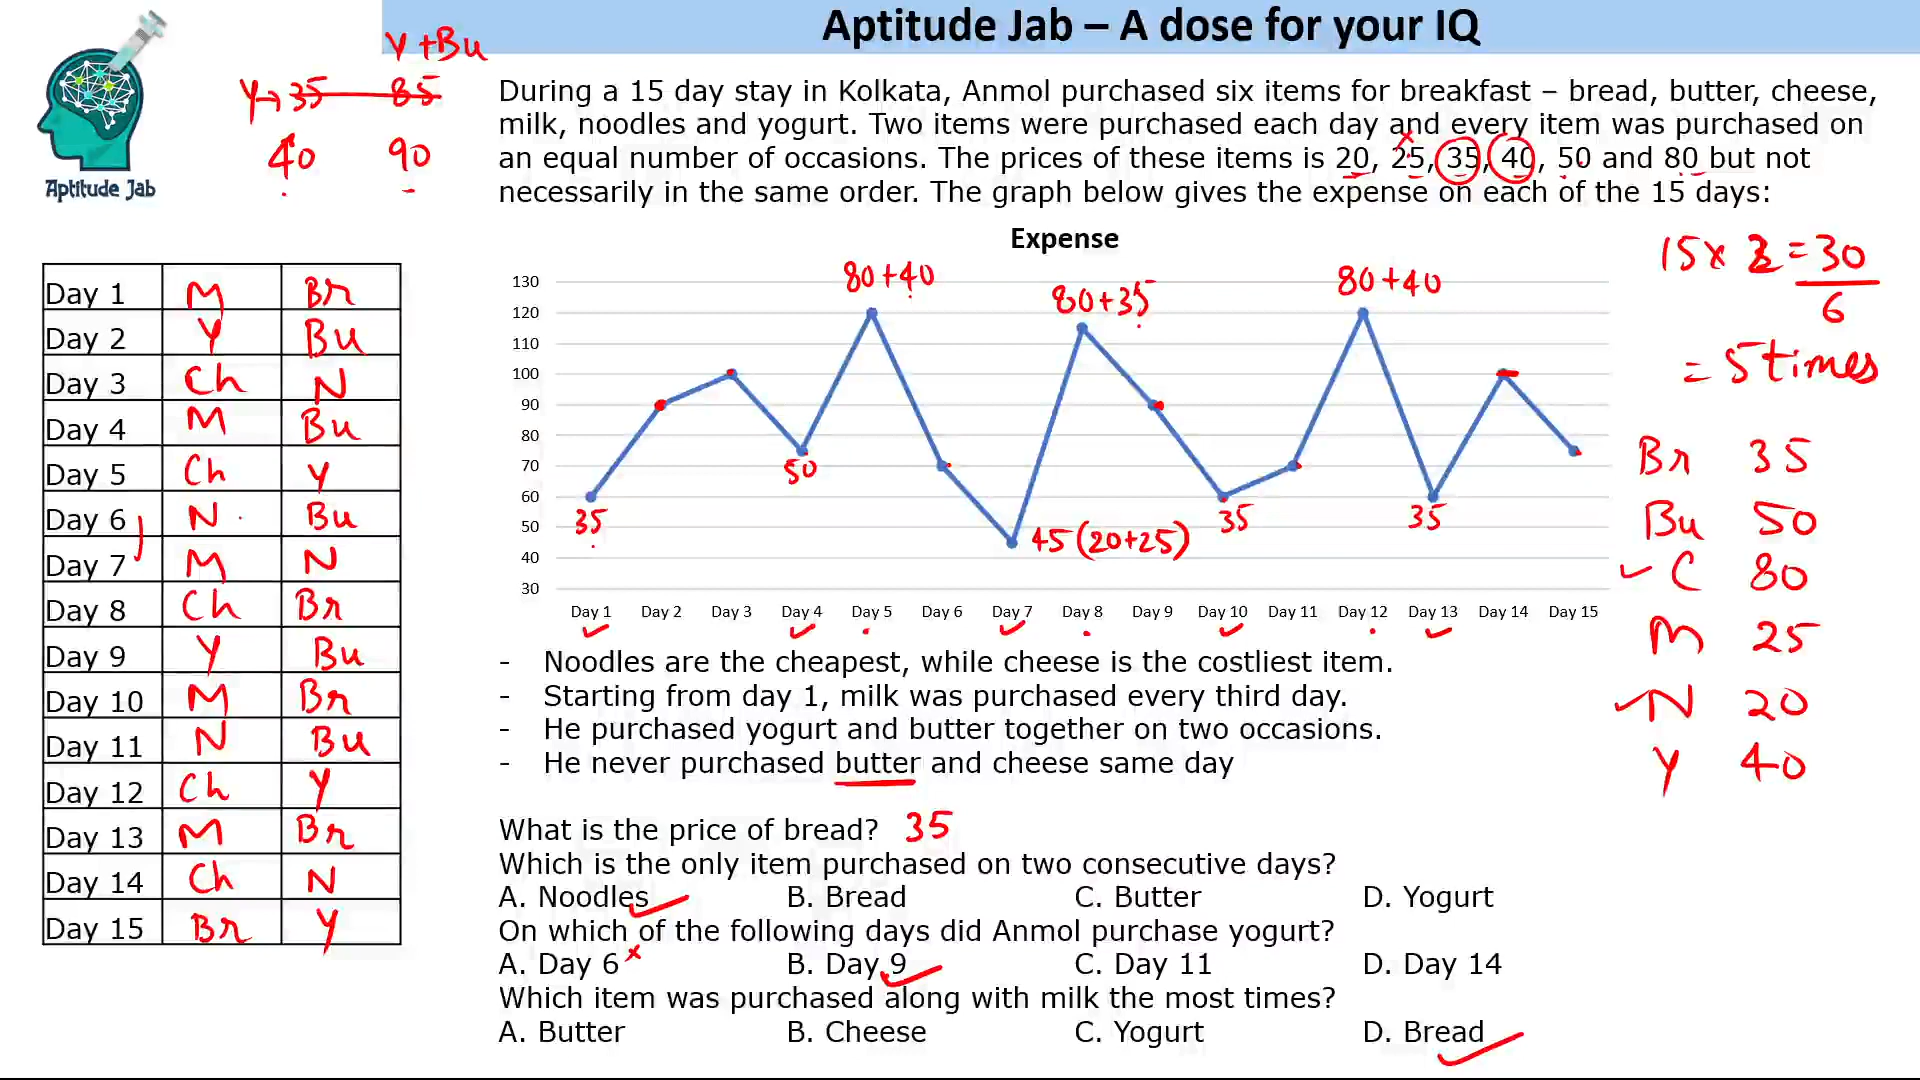 Aptitude Jab – A dose for your IQ
Y+Bu
Y→35 85
40 90
Aptitude Jab
During a 15 day stay in Kolkata, Anmol purchased six items for breakfast – bread, butter, cheese,
milk, noodles and yogurt. Two items were purchased each day and every item was purchased on
an equal number of occasions. The prices of these items is 20, 25, 35, 40, 50 and 80 but not
necessarily in the same order. The graph below gives the expense on each of the 15 days:
Day 1 M Br
Day 2 Y Bu
Day 3 Ch N
Day 4 M Bu
Day 5 Ch Y
Day 6 N Bu
Day 7 M N
Day 8 Ch Br
Day 9 Y Bu
Day 10 M Br
Day 11 N Bu
Day 12 Ch Y
Day 13 M Br
Day 14 Ch N
Day 15 Br Y
Expense
130
120
110
100
90
80
70
60
50
40
30
80+40
80+35
80+40
50
35
45(20+25)
35
35
Day 1 Day 2 Day 3 Day 4 Day 5 Day 6 Day 7 Day 8 Day 9 Day 10 Day 11 Day 12 Day 13 Day 14 Day 15
15 x 2 = 30
6
= 5 times
Br 35
Bu 50
C 80
M 25
N 20
Y 40
- Noodles are the cheapest, while cheese is the costliest item.
- Starting from day 1, milk was purchased every third day.
- He purchased yogurt and butter together on two occasions.
- He never purchased butter and cheese same day
What is the price of bread? 35
Which is the only item purchased on two consecutive days?
A. Noodles B. Bread C. Butter D. Yogurt
On which of the following days did Anmol purchase yogurt?
A. Day 6 B. Day 9 C. Day 11 D. Day 14
Which item was purchased along with milk the most times?
A. Butter B. Cheese C. Yogurt D. Bread